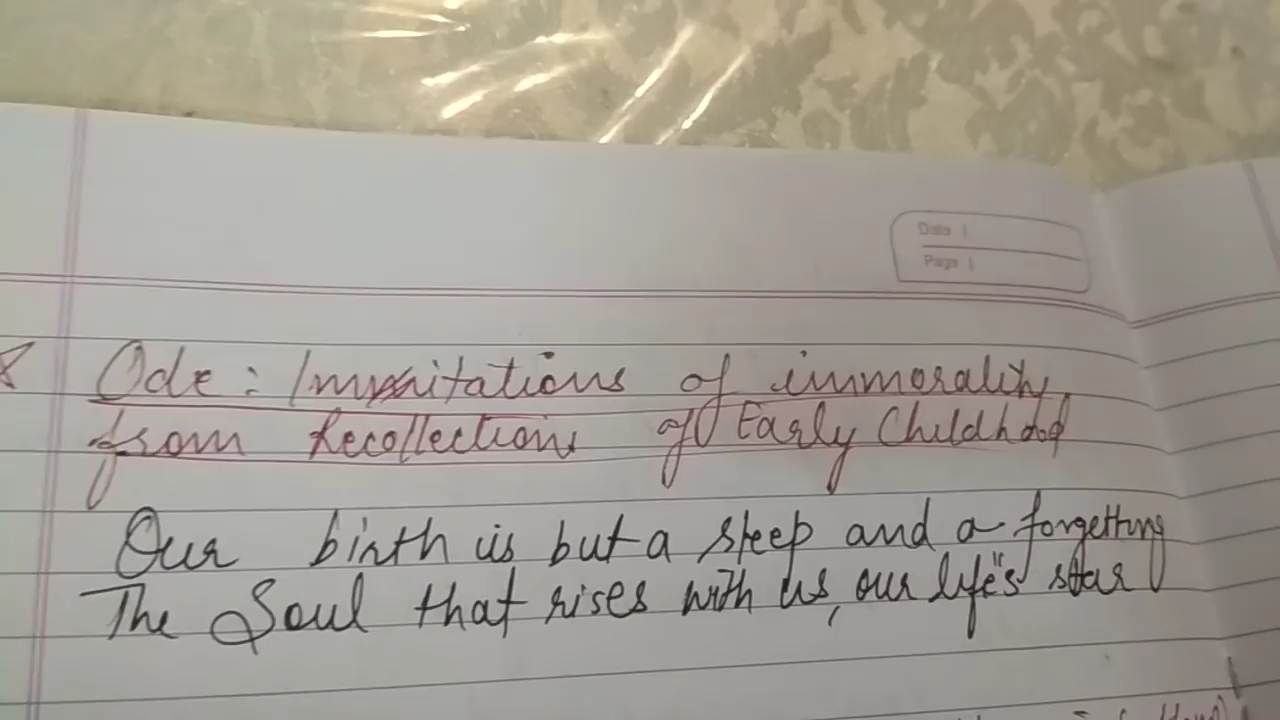 Date |
Page |
Ode: Immitations of immorality
from Recollections of Early Childhood
Our birth is but a sleep and a forgetting
The Soul that rises with us, our life's star